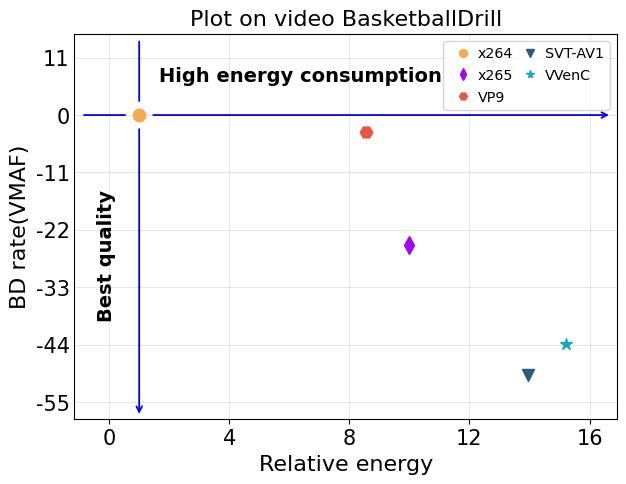 Plot on video BasketballDrill
High energy consumption
x264
x265
VP9
SVT-AV1
VVenC
11
0
-11
-22
-33
-44
-55
BD rate(VMAF)
Best quality
0
4
8
12
16
Relative energy